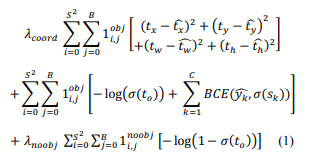 λ_coord ∑_{i=0}^{S^2} ∑_{j=0}^{B} 1_{i,j}^{obj} [ (t_x − \hat{t_x})^2 + (t_y − \hat{t_y})^2
+(t_w − \hat{t_w})^2 + (t_h − \hat{t_h})^2 ]
+ ∑_{i=0}^{S^2} ∑_{j=0}^{B} 1_{i,j}^{obj} [ −log(σ(t_o)) + ∑_{k=1}^{C} BCE(\hat{y_k}, σ(s_k)) ]
+ λ_noobj ∑_{i=0}^{S^2} ∑_{j=0}^{B} 1_{i,j}^{noobj} [−log(1 − σ(t_o))] (1)